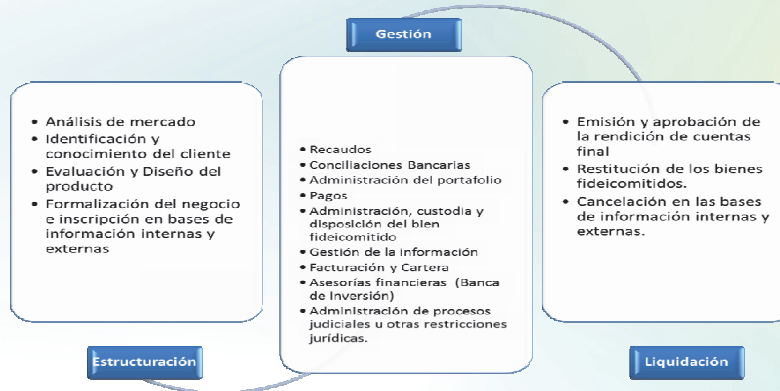 • Análisis de mercado
• Identificación y
conocimiento del cliente
• Evaluación y Diseño del
producto
• Formalización del negocio
e inscripción en bases de
información internas y
externas
Estructuración
Gestión
• Recaudos
• Conciliaciones Bancarias
• Administración del portafolio
• Pagos
• Administración, custodia y
disposición del bien
fideicomitido
• Gestión de la información
• Facturación y Cartera
• Asesorías financieras (Banca
de Inversión)
• Administración de procesos
judiciales u otras restricciones
jurídicas.
• Emisión y aprobación de
la rendición de cuentas
final
• Restitución de los bienes
fideicomitidos.
• Cancelación en las bases
de información internas y
externas.
Liquidación